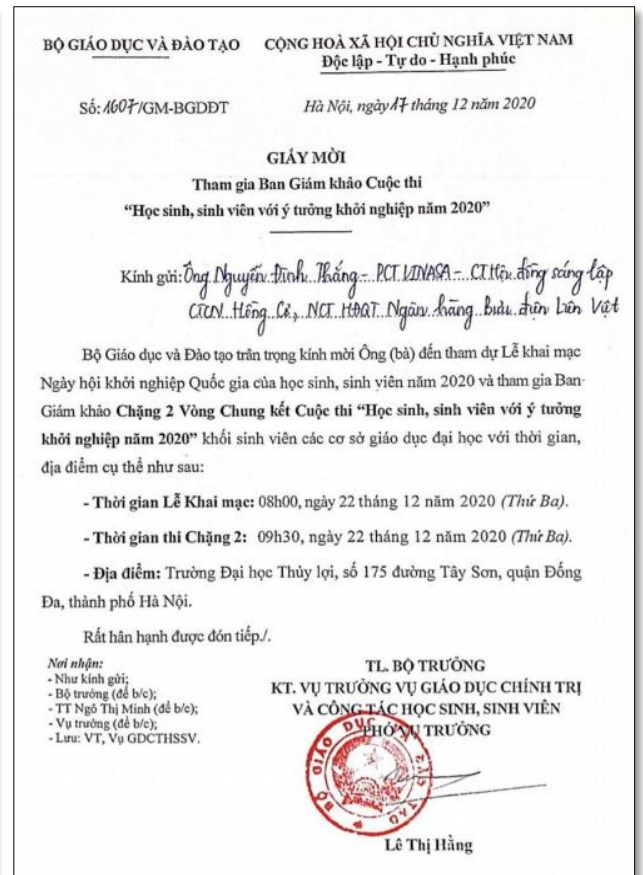 BỘ GIÁO DỤC VÀ ĐÀO TẠO
CỘNG HOÀ XÃ HỘI CHỦ NGHĨA VIỆT NAM
Độc lập - Tự do - Hạnh phúc
Số: 1607/GM-BGDĐT
Hà Nội, ngày 17 tháng 12 năm 2020
GIẤY MỜI
Tham gia Ban Giám khảo Cuộc thi
“Học sinh, sinh viên với ý tưởng khởi nghiệp năm 2020”
Kính gửi: Ông Nguyễn Đình Thắng - PCT VINASA - CT Hội đồng sáng lập
CTCN Hồng Cơ, NCT HĐQT Ngân hàng Bưu điện Liên Việt
Bộ Giáo dục và Đào tạo trân trọng kính mời Ông (bà) đến tham dự Lễ khai mạc
Ngày hội khởi nghiệp Quốc gia của học sinh, sinh viên năm 2020 và tham gia Ban
Giám khảo Chặng 2 Vòng Chung kết Cuộc thi “Học sinh, sinh viên với ý tưởng
khởi nghiệp năm 2020” khối sinh viên các cơ sở giáo dục đại học với thời gian,
địa điểm cụ thể như sau:
- Thời gian Lễ Khai mạc: 08h00, ngày 22 tháng 12 năm 2020 (Thứ Ba).
- Thời gian thi Chặng 2: 09h30, ngày 22 tháng 12 năm 2020 (Thứ Ba).
- Địa điểm: Trường Đại học Thủy lợi, số 175 đường Tây Sơn, quận Đống
Đa, thành phố Hà Nội.
Rất hân hạnh được đón tiếp./.
Nơi nhận:
- Như kính gửi;
- Bộ trưởng (để b/c);
- TT Ngô Thị Minh (để b/c);
- Vụ trưởng (để b/c);
- Lưu: VT, Vụ GDCTHSSV.
TL. BỘ TRƯỞNG
KT. VỤ TRƯỞNG VỤ GIÁO DỤC CHÍNH TRỊ
VÀ CÔNG TÁC HỌC SINH, SINH VIÊN
PHÓ VỤ TRƯỞNG
BỘ GIÁO DỤC VÀ ĐÀO TẠO
Lê Thị Hằng